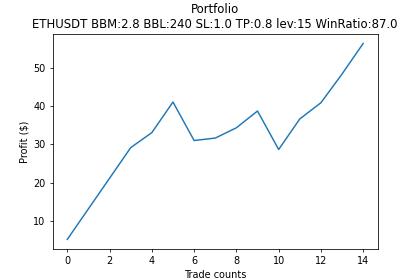 Portfolio
ETHUSDT BBM:2.8 BBL:240 SL:1.0 TP:0.8 lev:15 WinRatio:87.0
Profit ($)
50
40
30
20
10
0 2 4 6 8 10 12 14
Trade counts